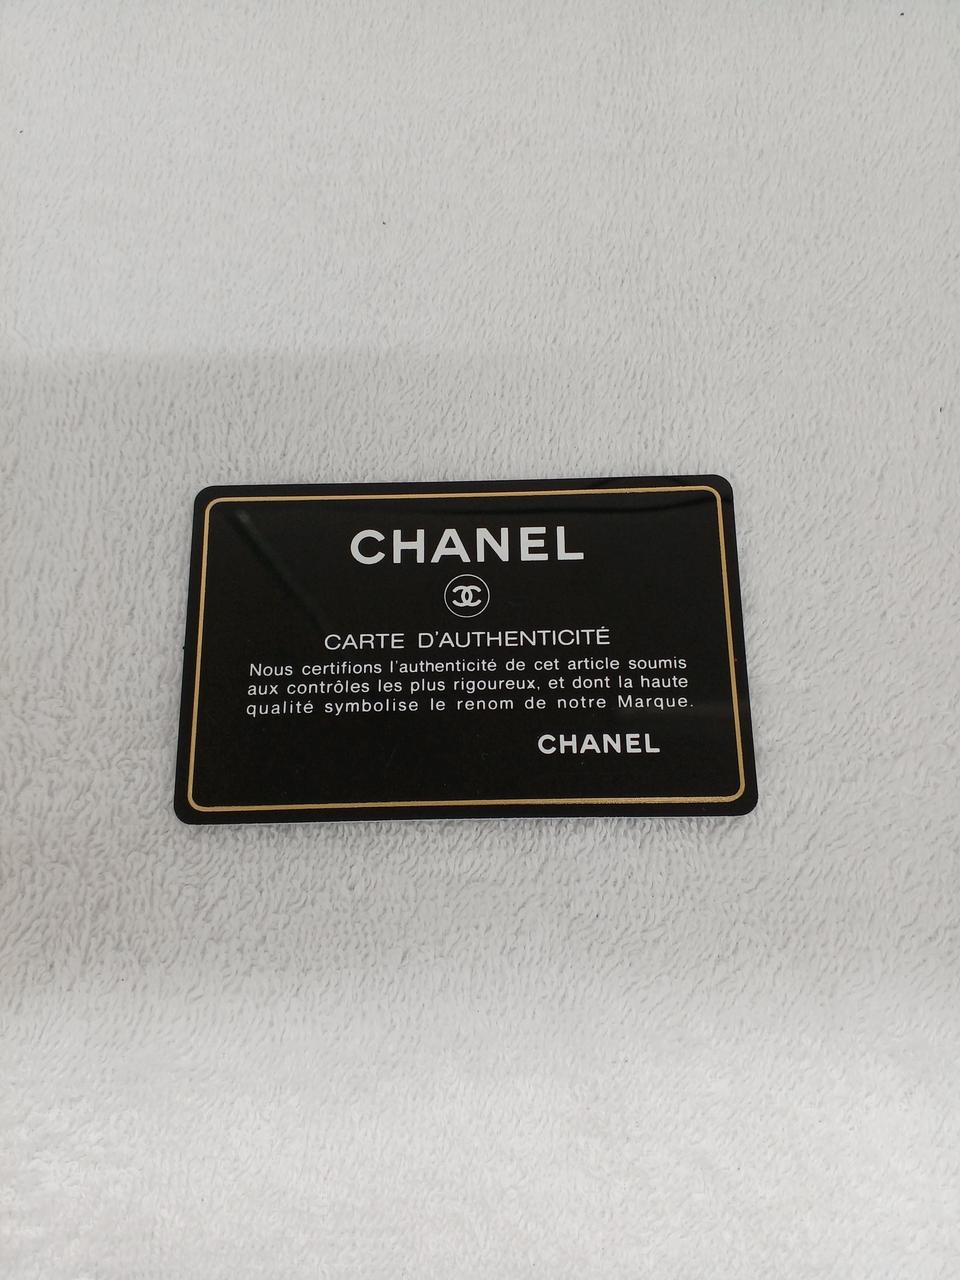 CHANEL
CARTE D'AUTHENTICITÉ
Nous certifions l'authenticité de cet article soumis
aux contrôles les plus rigoureux, et dont la haute
qualité symbolise le renom de notre Marque.
CHANEL